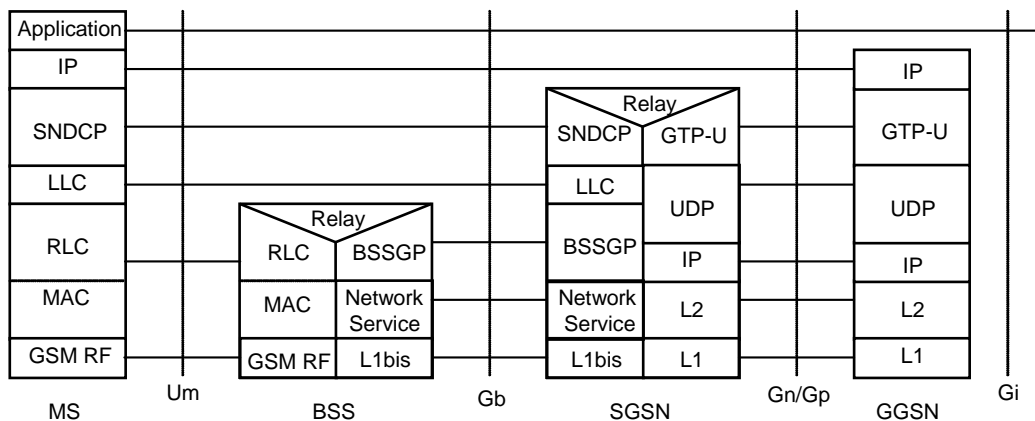 Application
IP
IP
Relay
SNDCP
SNDCP
GTP-U
GTP-U
LLC
LLC
UDP
UDP
Relay
RLC
RLC
BSSGP
BSSGP
IP
IP
MAC
MAC
Network
Service
Network
Service
L2
L2
GSM RF
GSM RF
L1bis
L1bis
L1
L1
Um
Gb
Gn/Gp
Gi
MS
BSS
SGSN
GGSN